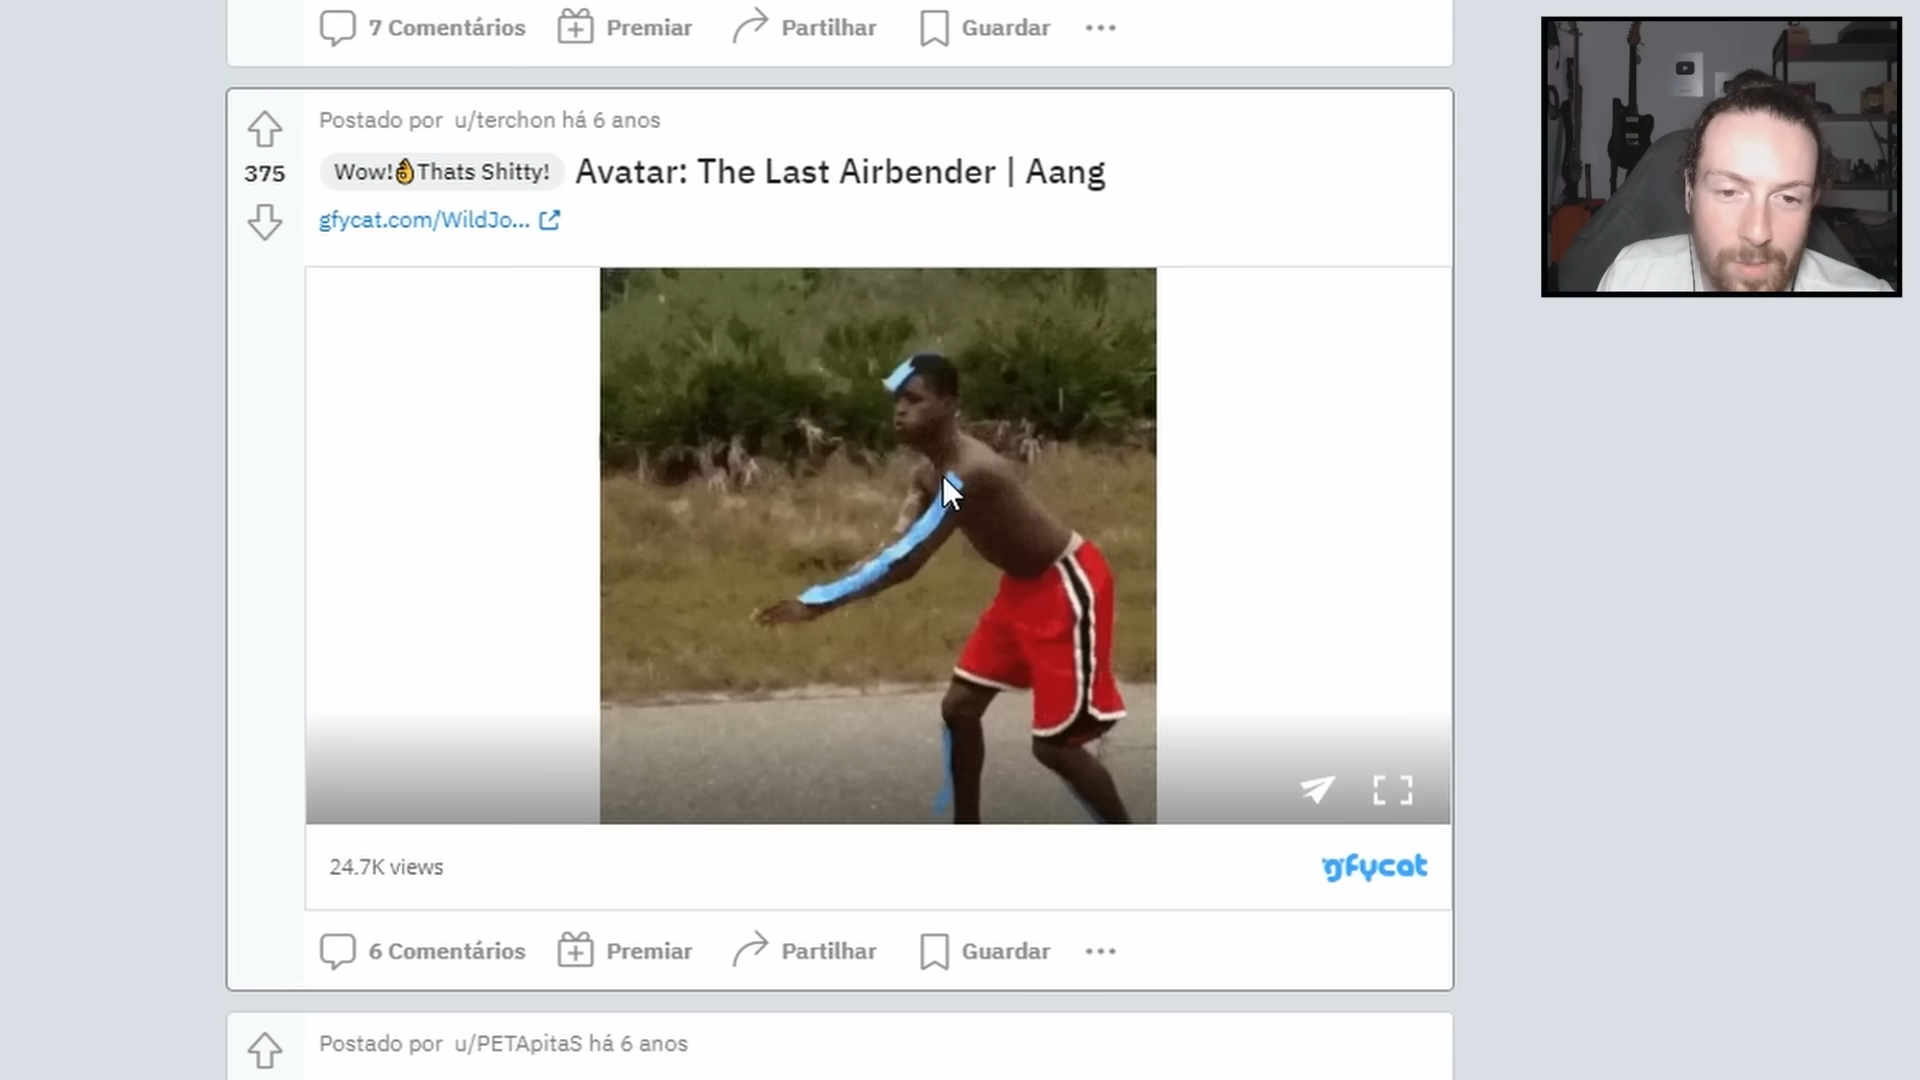 7 Comentários Premiar Partilhar Guardar
Postado por u/terchon há 6 anos
375
Wow!👌Thats Shitty! Avatar: The Last Airbender | Aang
gfycat.com/WildJo...
24.7K views
gfycat
6 Comentários Premiar Partilhar Guardar
Postado por u/PETApitaS há 6 anos